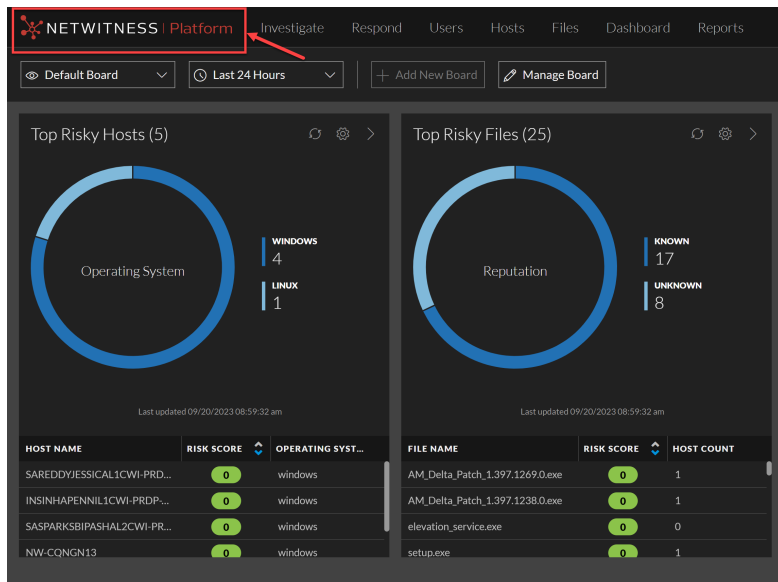 NETWITNESS | Platform Investigate Respond Users Hosts Files Dashboard Reports
Default Board Last 24 Hours + Add New Board Manage Board
Top Risky Hosts (5)
Operating System
WINDOWS
4
LINUX
1
Last updated 09/20/2023 08:59:32 am
HOST NAME RISK SCORE OPERATING SYST...
SAREDDYJESSICAL1CWI-PRD... 0 windows
INSINHAPENNIL1CWI-PRDP-... 0 windows
SASPARKSBIPASHAL2CWI-PR... 0 windows
NW-CQNGN13 0 windows
Top Risky Files (25)
Reputation
KNOWN
17
UNKNOWN
8
Last updated 09/20/2023 08:59:32 am
FILE NAME RISK SCORE HOST COUNT
AM_Delta_Patch_1.397.1269.0.exe 0 1
AM_Delta_Patch_1.397.1238.0.exe 0 1
elevation_service.exe 0 0
setup.exe 0 1